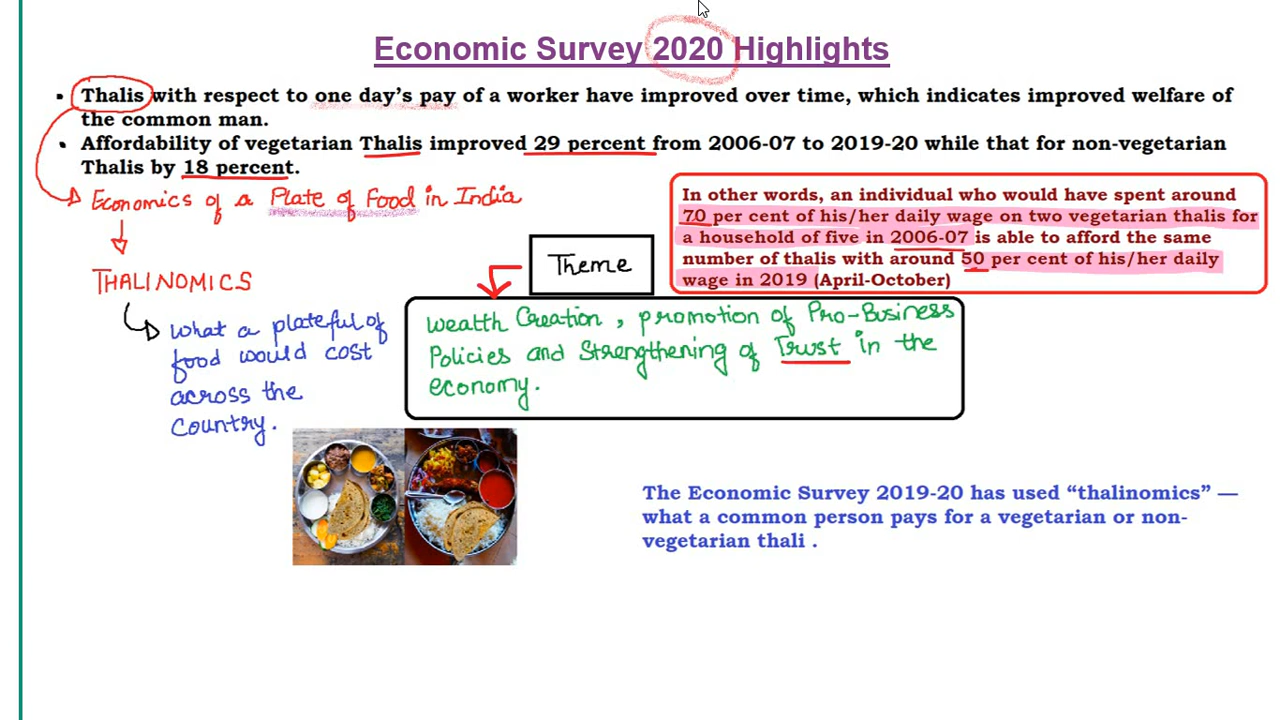 Economic Survey 2020 Highlights
• Thalis with respect to one day's pay of a worker have improved over time, which indicates improved welfare of
the common man.
• Affordability of vegetarian Thalis improved 29 percent from 2006-07 to 2019-20 while that for non-vegetarian
Thalis by 18 percent.
Economics of a Plate of Food in India
THALINOMICS
What a plateful of
food would cost
across the
Country.
In other words, an individual who would have spent around
70 per cent of his/her daily wage on two vegetarian thalis for
a household of five in 2006-07 is able to afford the same
number of thalis with around 50 per cent of his/her daily
wage in 2019 (April-October)
Theme
Wealth Creation, promotion of Pro-Business
Policies and Strengthening of Trust in the
economy.
The Economic Survey 2019-20 has used “thalinomics” —
what a common person pays for a vegetarian or non-
vegetarian thali .